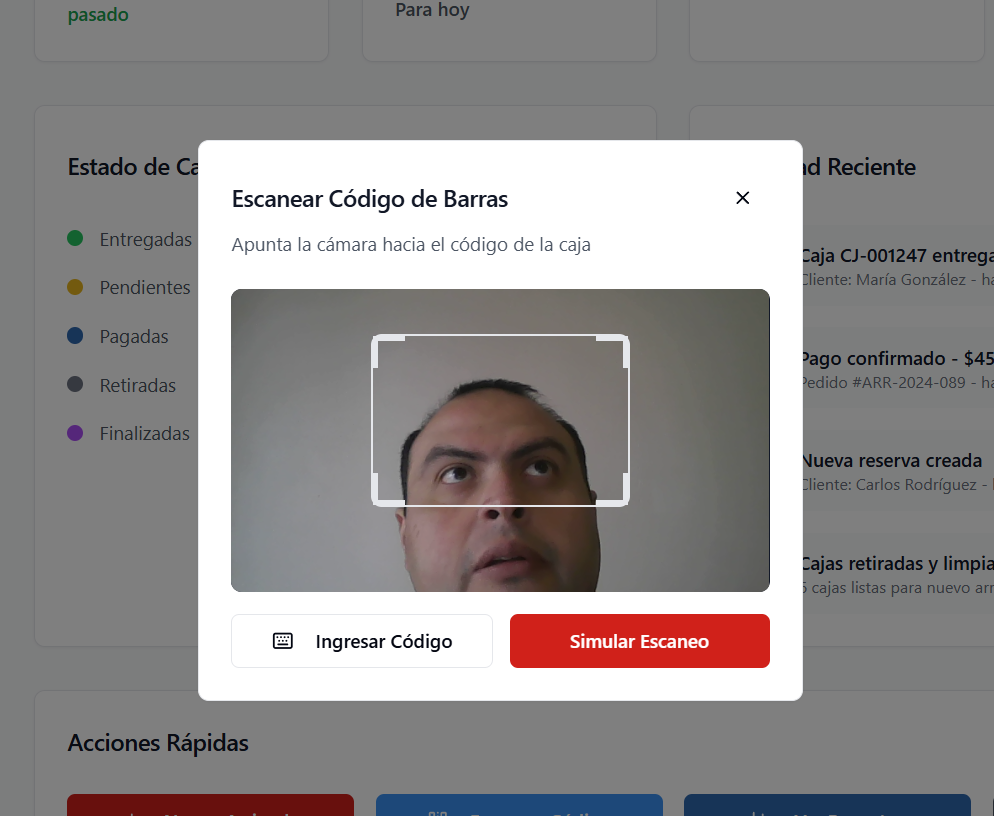 pasado
Para hoy
Estado de Ca
ad Reciente
Escanear Código de Barras
Apunta la cámara hacia el código de la caja
Entregadas
Pendientes
Pagadas
Retiradas
Finalizadas
Caja CJ-001247 entrega
Cliente: María González - ha
Pago confirmado - $45
Pedido #ARR-2024-089 - ha
Nueva reserva creada
Cliente: Carlos Rodríguez -
Cajas retiradas y limpia
5 cajas listas para nuevo arr
Ingresar Código
Simular Escaneo
Acciones Rápidas